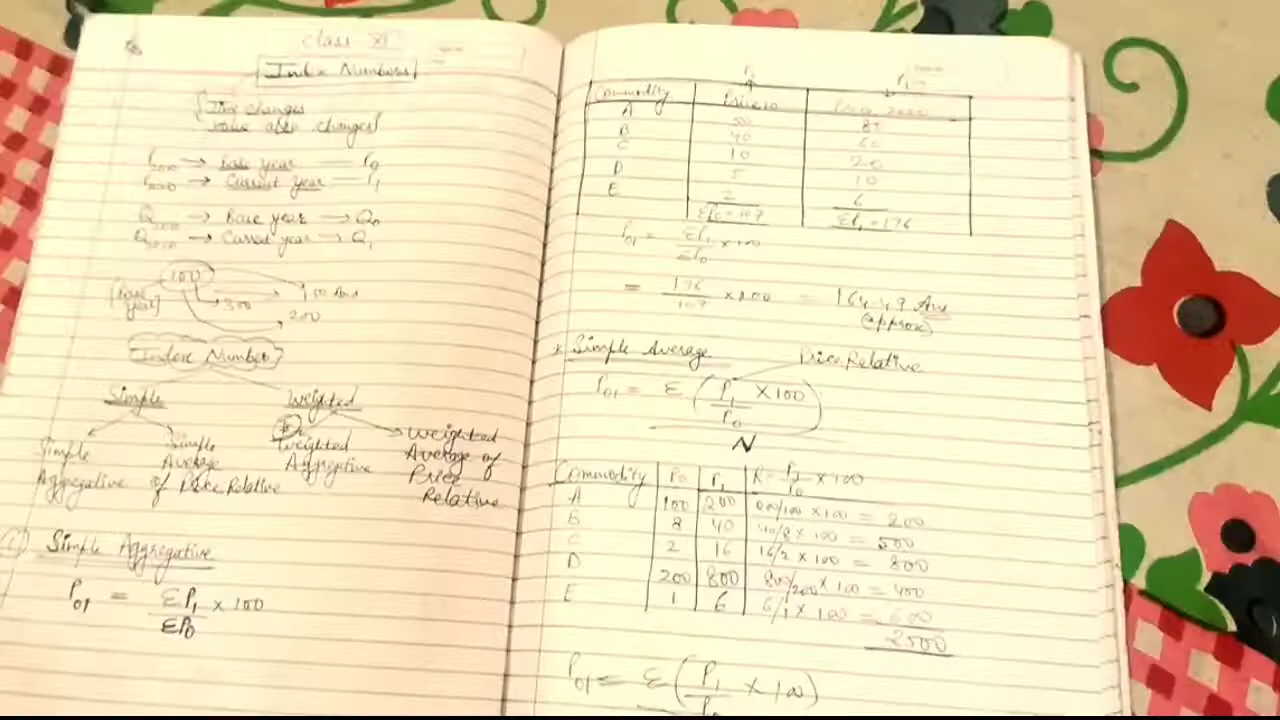 Class XI
Index Numbers
Time changes
value also changes
P2010 → Base year — P0
P2020 → Current year — P1
Q2010 → Base year → Q0
Q2020 → Current year → Q1
100
[Base year]
300
200
Index Number
Simple Weighted
Simple Aggregative
Simple Average of Price Relative
Weighted Aggregative
Weighted Average of Price Relative
Simple Aggregative
P01 = ΣP1 / ΣP0 × 100
P1
Commodity
A 50
B 40
C 10 20
D 5 10
E 2 6
ΣP0 = 107 ΣP1 = 176
P01 = ΣP1 / ΣP0 × 100
= 176 / 107 × 100 = 164.49 Ans
(approx)
* Simple Average Price Relative
P01 = Σ (P1 / P0 × 100)
N
Commodity P0 P1 R = P1 / P0 × 100
A 100 200 200/100 × 100 = 200
B 8 40 40/8 × 100 = 500
C 2 16 16/2 × 100 = 800
D 200 800 800/200 × 100 = 400
E 1 6 6/1 × 100 = 600
2500
P01 = Σ (P1 / P0 × 100)